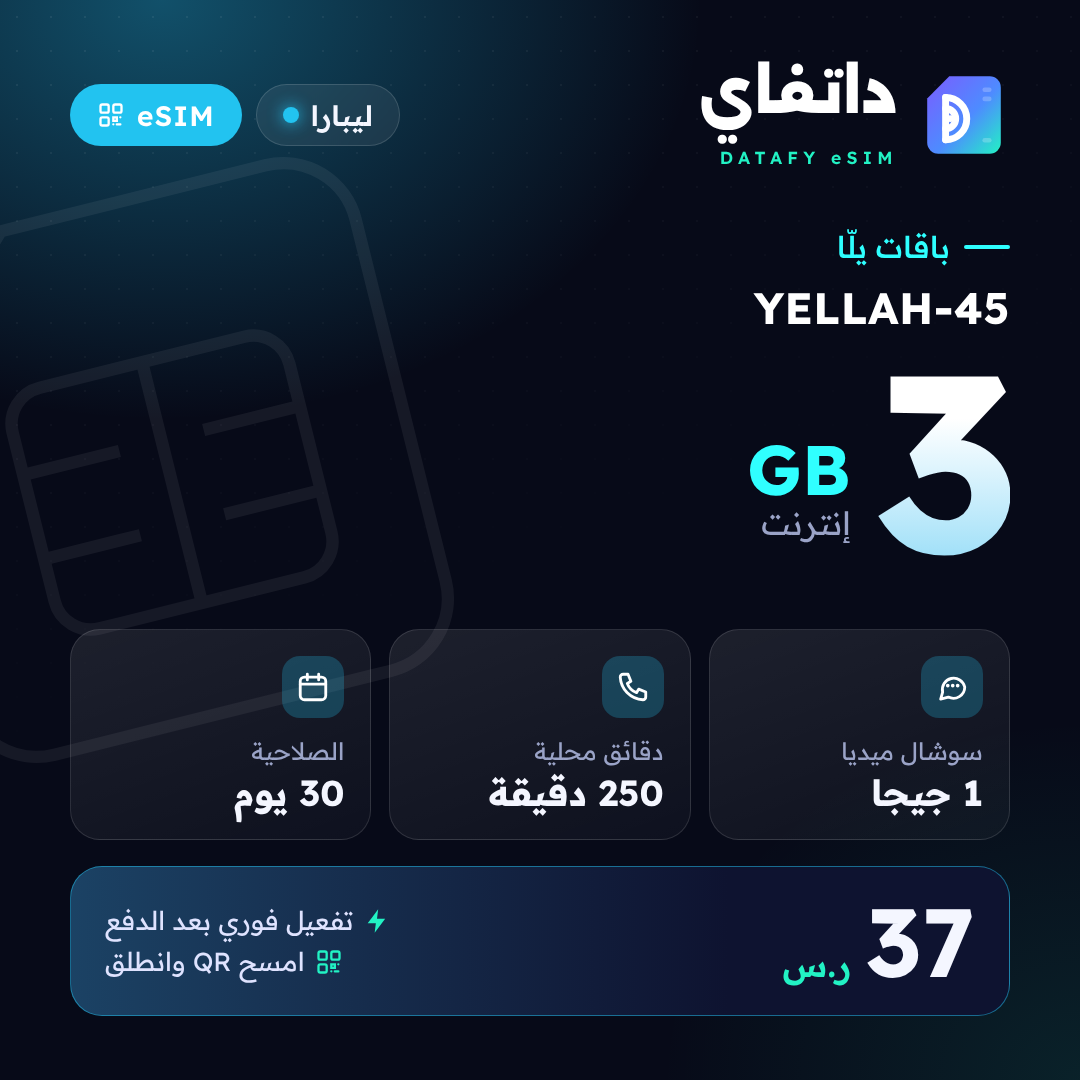 داتفاي
DATAFY eSIM
ليبارا
eSIM
باقات يلّا
YELLAH-45
3
GB
إنترنت
سوشال ميديا
1 جيجا
دقائق محلية
250 دقيقة
الصلاحية
30 يوم
37 ر.س
تفعيل فوري بعد الدفع
امسح QR وانطلق